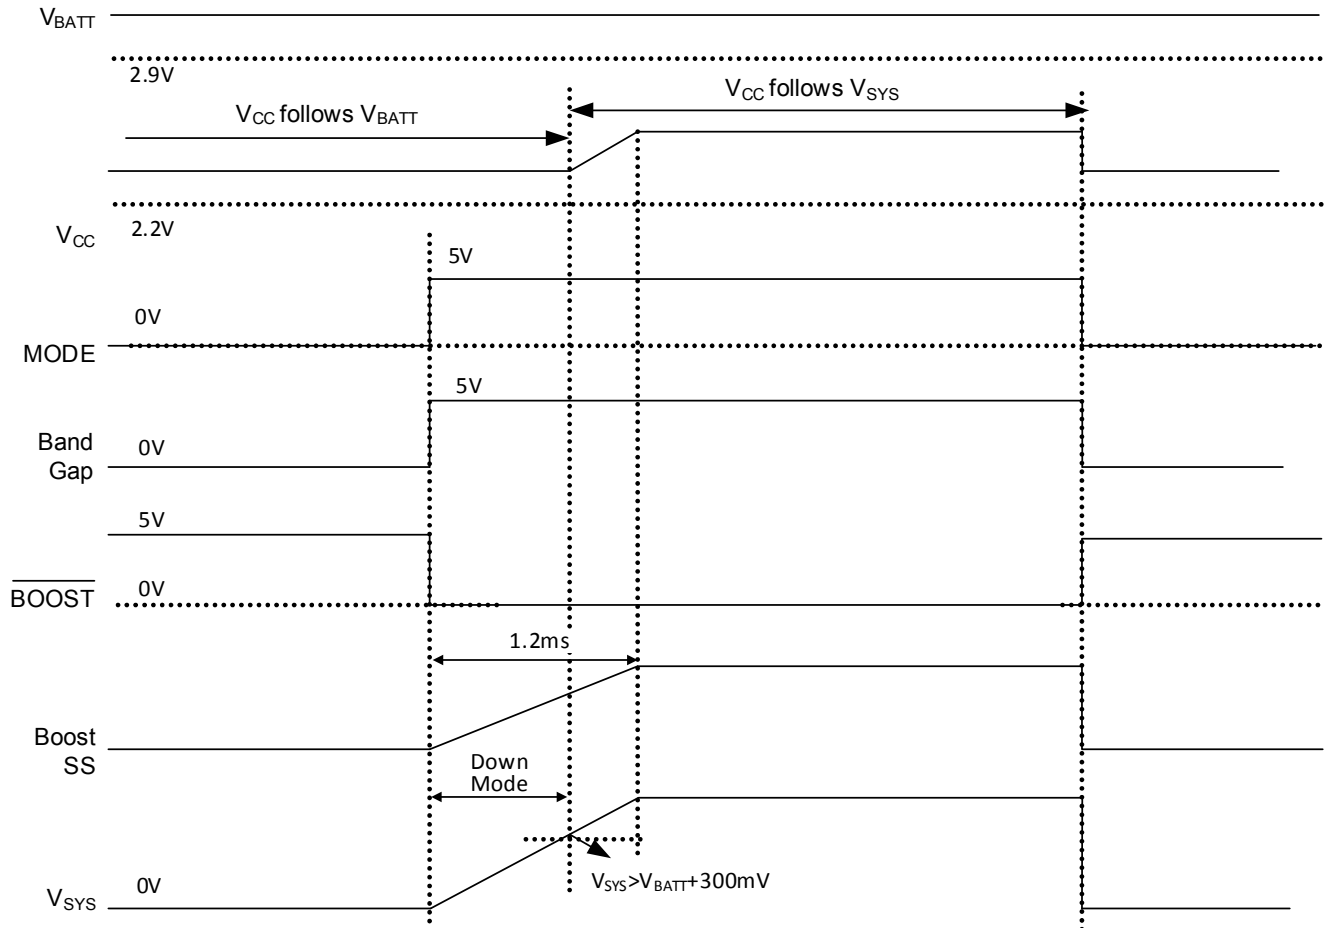 VBATT
2.9V
VCC follows VSYS
VCC follows VBATT
2.2V
VCC
5V
0V
MODE
5V
Band
Gap
0V
5V
0V
BOOST
1.2ms
Boost
SS
Down
Mode
0V
VSYS
VSYS>VBATT+300mV